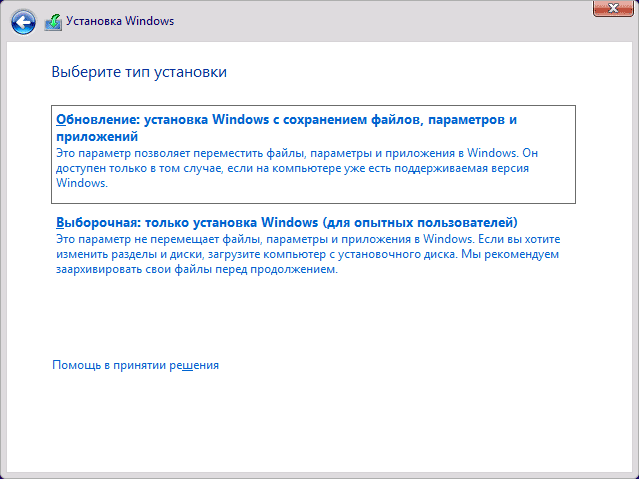 Установка Windows
Выберите тип установки
Обновление: установка Windows с сохранением файлов, параметров и
приложений
Это параметр позволяет переместить файлы, параметры и приложения в Windows. Он
доступен только в том случае, если на компьютере уже есть поддерживаемая версия
Windows.
Выборочная: только установка Windows (для опытных пользователей)
Это параметр не перемещает файлы, параметры и приложения в Windows. Если вы хотите
изменить разделы и диски, загрузите компьютер с установочного диска. Мы рекомендуем
заархивировать свои файлы перед продолжением.
Помощь в принятии решения